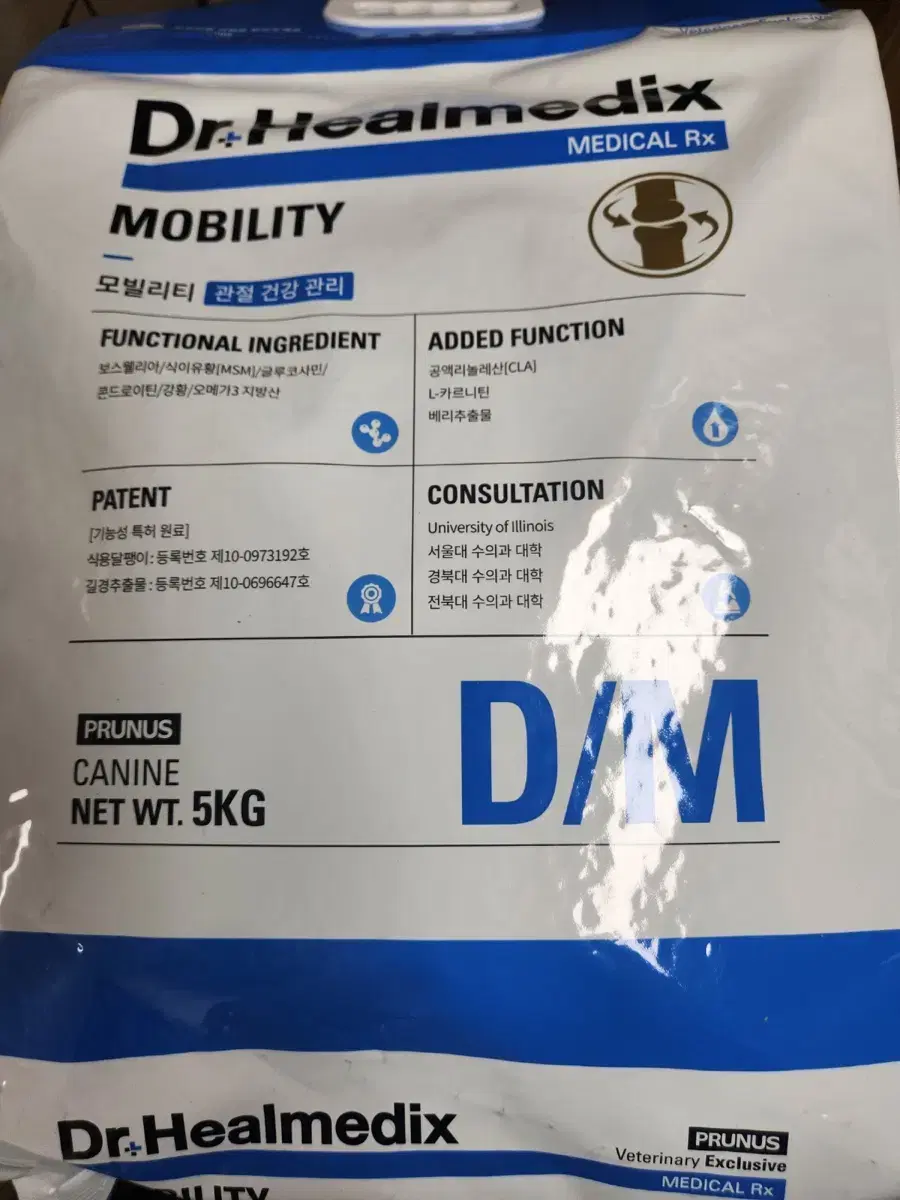 Dr.Healmedix
MEDICAL Rx
MOBILITY
모빌리티 관절 건강 관리
FUNCTIONAL INGREDIENT
보스웰리아/식이유황[MSM]/글루코사민/
콘드로이틴/강황/오메가3 지방산
ADDED FUNCTION
공액리놀레산[CLA]
L-카르니틴
베리추출물
PATENT
[기능성 특허 원료]
식용달팽이 : 등록번호 제10-0973192호
길경추출물 : 등록번호 제10-0696647호
CONSULTATION
University of Illinois
서울대 수의과 대학
경북대 수의과 대학
전북대 수의과 대학
PRUNUS
CANINE
NET WT. 5KG
D/M
Dr.Healmedix
PRUNUS
Veterinary Exclusive
MEDICAL Rx